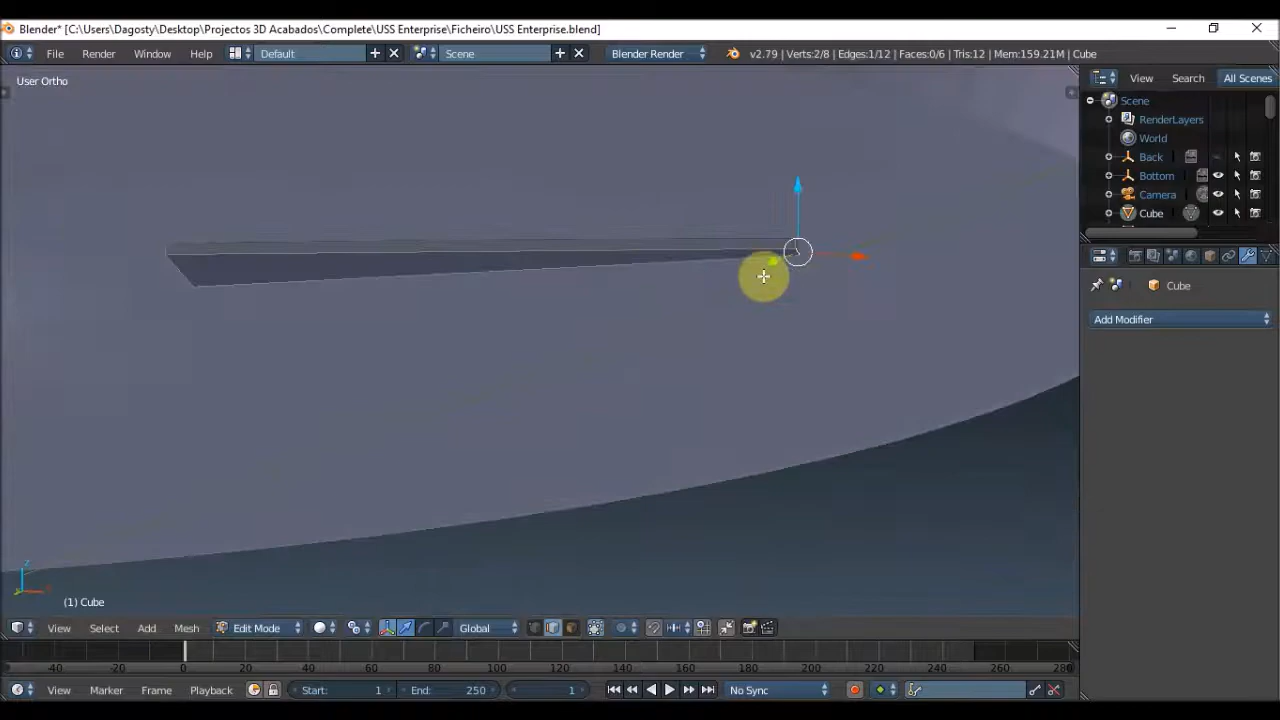 Blender* [C:\Users\Dagosty\Desktop\Projectos 3D Acabados\Complete\USS Enterprise\Ficheiro\USS Enterprise.blend]
File Render Window Help Default Scene Blender Render v2.79 | Verts:2/8 | Edges:1/12 | Faces:0/6 | Tris:12 | Mem:159.21M | Cube
User Ortho
View Search All Scenes
Scene
RenderLayers
World
Back
Bottom
Camera
Cube
Cube
Add Modifier
(1) Cube
View Select Add Mesh Edit Mode Global
40 -20 0 20 40 60 80 100 120 140 160 180 200 220 240 260 280
View Marker Frame Playback Start: 1 End: 250 1 No Sync